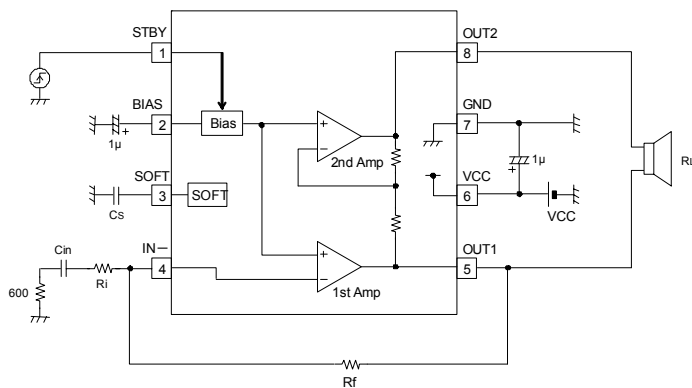 STBY
1
OUT2
8
BIAS
2
1μ
+
Bias
+
−
2nd Amp
GND
7
1μ
+
SOFT
3
Cs
SOFT
VCC
6
VCC
RL
IN−
4
Cin
Ri
600
+
−
1st Amp
OUT1
5
Rf